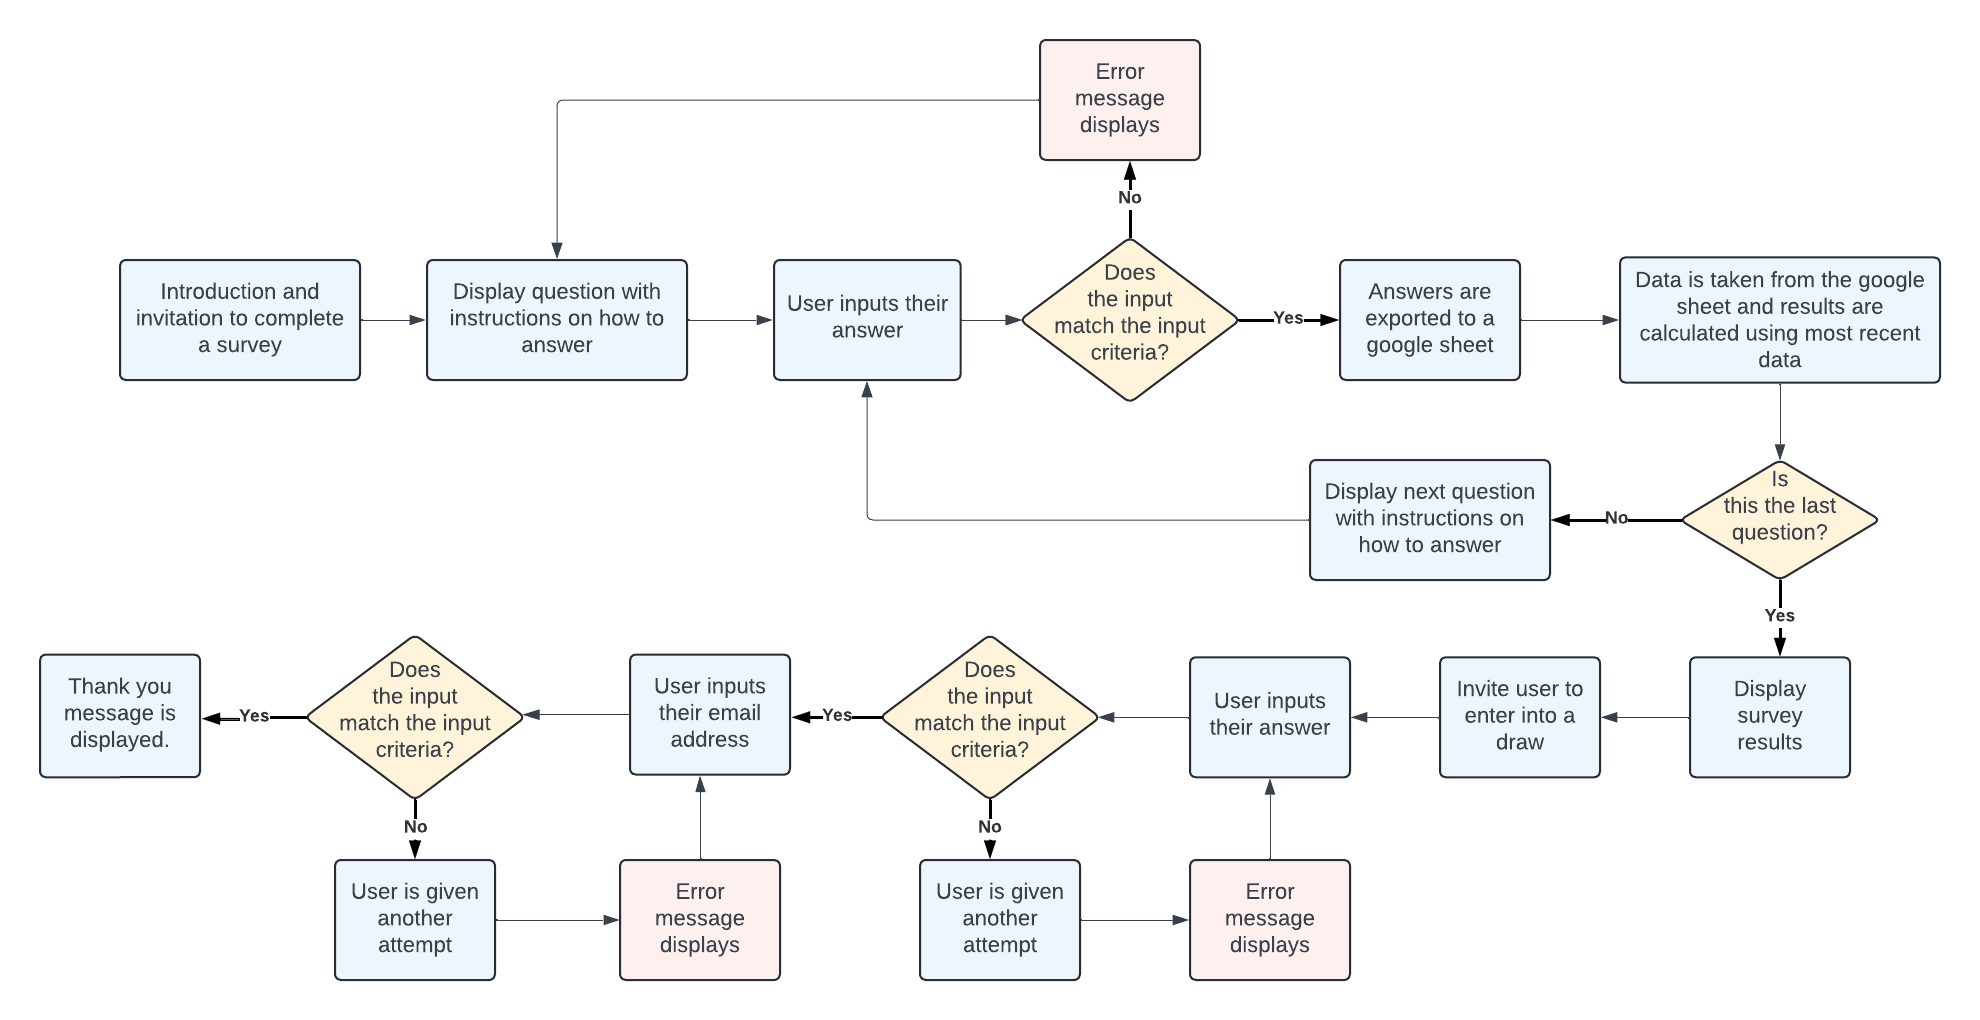 Error
message
displays
No
Introduction and
invitation to complete
a survey
Display question with
instructions on how to
answer
User inputs their
answer
Does
the input
match the input
criteria?
Yes
Answers are
exported to a
google sheet
Data is taken from the google
sheet and results are
calculated using most recent
data
Is
this the last
question?
No
Display next question
with instructions on
how to answer
Yes
Display
survey
results
Invite user to
enter into a
draw
User inputs
their answer
Does
the input
match the input
criteria?
Yes
User inputs
their email
address
Does
the input
match the input
criteria?
Yes
Thank you
message is
displayed.
No
User is given
another
attempt
Error
message
displays
No
User is given
another
attempt
Error
message
displays